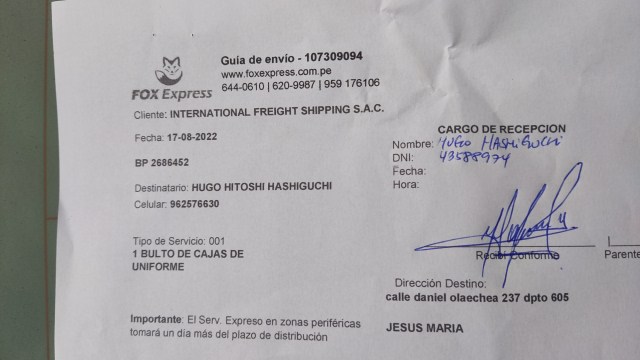 Guía de envío - 107309094
www.foxexpress.com.pe
644-0610 | 620-9987 | 959 176106
FOX Express
Cliente: INTERNATIONAL FREIGHT SHIPPING S.A.C.
Fecha: 17-08-2022
BP 2686452
Destinatario: HUGO HITOSHI HASHIGUCHI
Celular: 962576630
Tipo de Servicio: 001
1 BULTO DE CAJAS DE
UNIFORME
Importante: El Serv. Expreso en zonas periféricas
tomará un día más del plazo de distribución
CARGO DE RECEPCION
Nombre: HUGO HASHIGUCHI
DNI: 43588974
Fecha:
Hora:
Recibí Conforme
Parente
Dirección Destino:
calle daniel olaechea 237 dpto 605
JESUS MARIA